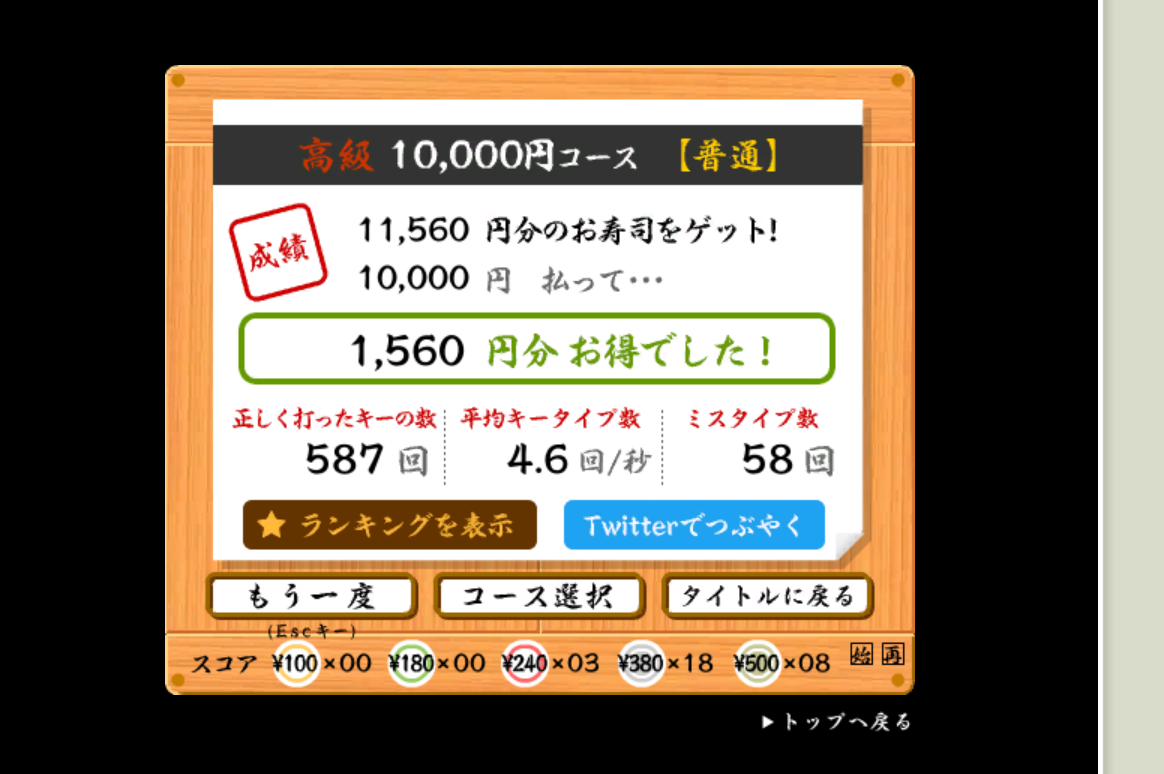 高級 10,000円コース 【普通】
成績
11,560 円分のお寿司をゲット!
10,000 円 払って・・・
1,560 円分 お得でした!
正しく打ったキーの数 平均キータイプ数 ミスタイプ数
587 回 4.6 回/秒 58 回
★ ランキングを表示 Twitterでつぶやく
もう一度 コース選択 タイトルに戻る
(Escキー)
スコア ¥100×00 ¥180×00 ¥240×03 ¥380×18 ¥500×08 始 再
▶トップへ戻る